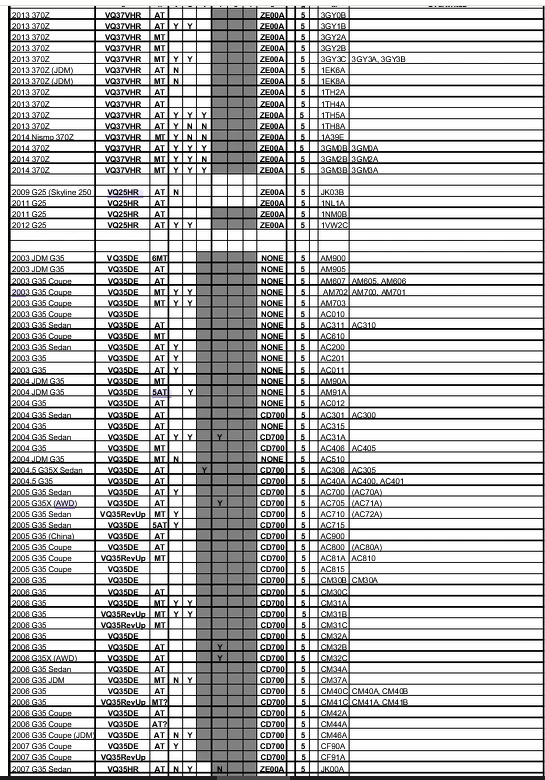 2013 370Z VQ37VHR AT ZE00A 5 3GY0B
2013 370Z VQ37VHR AT Y Y ZE00A 5 3GY1B
2013 370Z VQ37VHR MT ZE00A 5 3GY2A
2013 370Z VQ37VHR MT ZE00A 5 3GY2B
2013 370Z VQ37VHR MT Y Y ZE00A 5 3GY3C 3GY3A, 3GY3B
2013 370Z (JDM) VQ37VHR AT N ZE00A 5 1EK6A
2013 370Z (JDM) VQ37VHR MT N ZE00A 5 1EK8A
2013 370Z VQ37VHR AT ZE00A 5 1TH2A
2013 370Z VQ37VHR AT ZE00A 5 1TH4A
2013 370Z VQ37VHR AT Y Y Y ZE00A 5 1TH5A
2013 370Z VQ37VHR AT Y N N ZE00A 5 1TH8A
2014 Nismo 370Z VQ37VHR MT Y N N ZE00A 5 1A39E
2014 370Z VQ37VHR AT Y Y Y ZE00A 5 3GM0B 3GM0A
2014 370Z VQ37VHR MT Y Y N ZE00A 5 3GM2B 3GM2A
2014 370Z VQ37VHR MT Y Y Y ZE00A 5 3GM3B 3GM3A
2009 G25 (Skyline 250 VQ25HR AT N ZE00A 5 JK03B
2011 G25 VQ25HR AT ZE00A 5 1NL1A
2011 G25 VQ25HR AT ZE00A 5 1NM0B
2012 G25 VQ25HR AT Y Y ZE00A 5 1VW2C
2003 JDM G35 VQ35DE 6MT NONE 5 AM900
2003 JDM G35 VQ35DE AT NONE 5 AM905
2003 G35 Coupe VQ35DE AT NONE 5 AM607 AM605, AM606
2003 G35 Coupe VQ35DE MT Y Y NONE 5 AM702 AM700, AM701
2003 G35 Coupe VQ35DE MT Y Y NONE 5 AM703
2003 G35 Coupe VQ35DE NONE 5 AC010
2003 G35 Sedan VQ35DE AT NONE 5 AC311 AC310
2003 G35 Coupe VQ35DE MT NONE 5 AC610
2003 G35 Sedan VQ35DE AT Y NONE 5 AC200
2003 G35 VQ35DE AT Y NONE 5 AC201
2003 G35 VQ35DE AT Y NONE 5 AC011
2004 JDM G35 VQ35DE MT NONE 5 AM90A
2004 JDM G35 VQ35DE 5AT Y NONE 5 AM91A
2004 G35 VQ35DE AT NONE 5 AC012
2004 G35 Sedan VQ35DE AT CD700 5 AC301 AC300
2004 G35 VQ35DE AT NONE 5 AC315
2004 G35 Sedan VQ35DE AT Y Y Y CD700 5 AC31A
2004 G35 VQ35DE MT CD700 5 AC406 AC405
2004 JDM G35 VQ35DE MT N NONE 5 AC510
2004.5 G35X Sedan VQ35DE AT Y CD700 5 AC306 AC305
2004.5 G35 VQ35DE AT CD700 5 AC40A AC400, AC401
2005 G35 Sedan VQ35DE AT Y CD700 5 AC700 (AC70A)
2005 G35X (AWD) VQ35DE AT Y CD700 5 AC705 (AC71A)
2005 G35 Sedan VQ35RevUp MT Y CD700 5 AC710 (AC72A)
2005 G35 Sedan VQ35DE 5AT Y CD700 5 AC715
2005 G35 (China) VQ35DE AT CD700 5 AC900
2005 G35 Coupe VQ35DE AT CD700 5 AC800 (AC80A)
2005 G35 Coupe VQ35RevUp MT CD700 5 AC81A AC810
2005 G35 Coupe VQ35DE CD700 5 AC815
2006 G35 VQ35DE CD700 5 CM30B CM30A
2006 G35 VQ35DE AT CD700 5 CM30C
2006 G35 VQ35RevUp MT Y Y CD700 5 CM31A
2006 G35 VQ35RevUp MT Y Y CD700 5 CM31B
2006 G35 VQ35RevUp MT CD700 5 CM31C
2006 G35 VQ35DE CD700 5 CM32A
2006 G35 VQ35DE AT Y CD700 5 CM32B
2006 G35X (AWD) VQ35DE AT Y CD700 5 CM32C
2006 G35 Sedan VQ35DE AT CD700 5 CM34A
2006 G35 JDM VQ35DE MT N Y CD700 5 CM37A
2006 G35 VQ35DE AT CD700 5 CM40C CM40A, CM40B
2006 G35 VQ35RevUp MT? CD700 5 CM41C CM41A, CM41B
2006 G35 Coupe VQ35DE AT CD700 5 CM42A
2006 G35 Coupe VQ35DE AT? CD700 5 CM44A
2006 G35 Coupe (JDM) VQ35DE AT N Y CD700 5 CM46A
2007 G35 Coupe VQ35DE AT Y CD700 5 CF90A
2007 G35 Coupe VQ35RevUp CD700 5 CF91A
2007 G35 Sedan VQ35HR AT N Y N ZE00A 5 JK00A